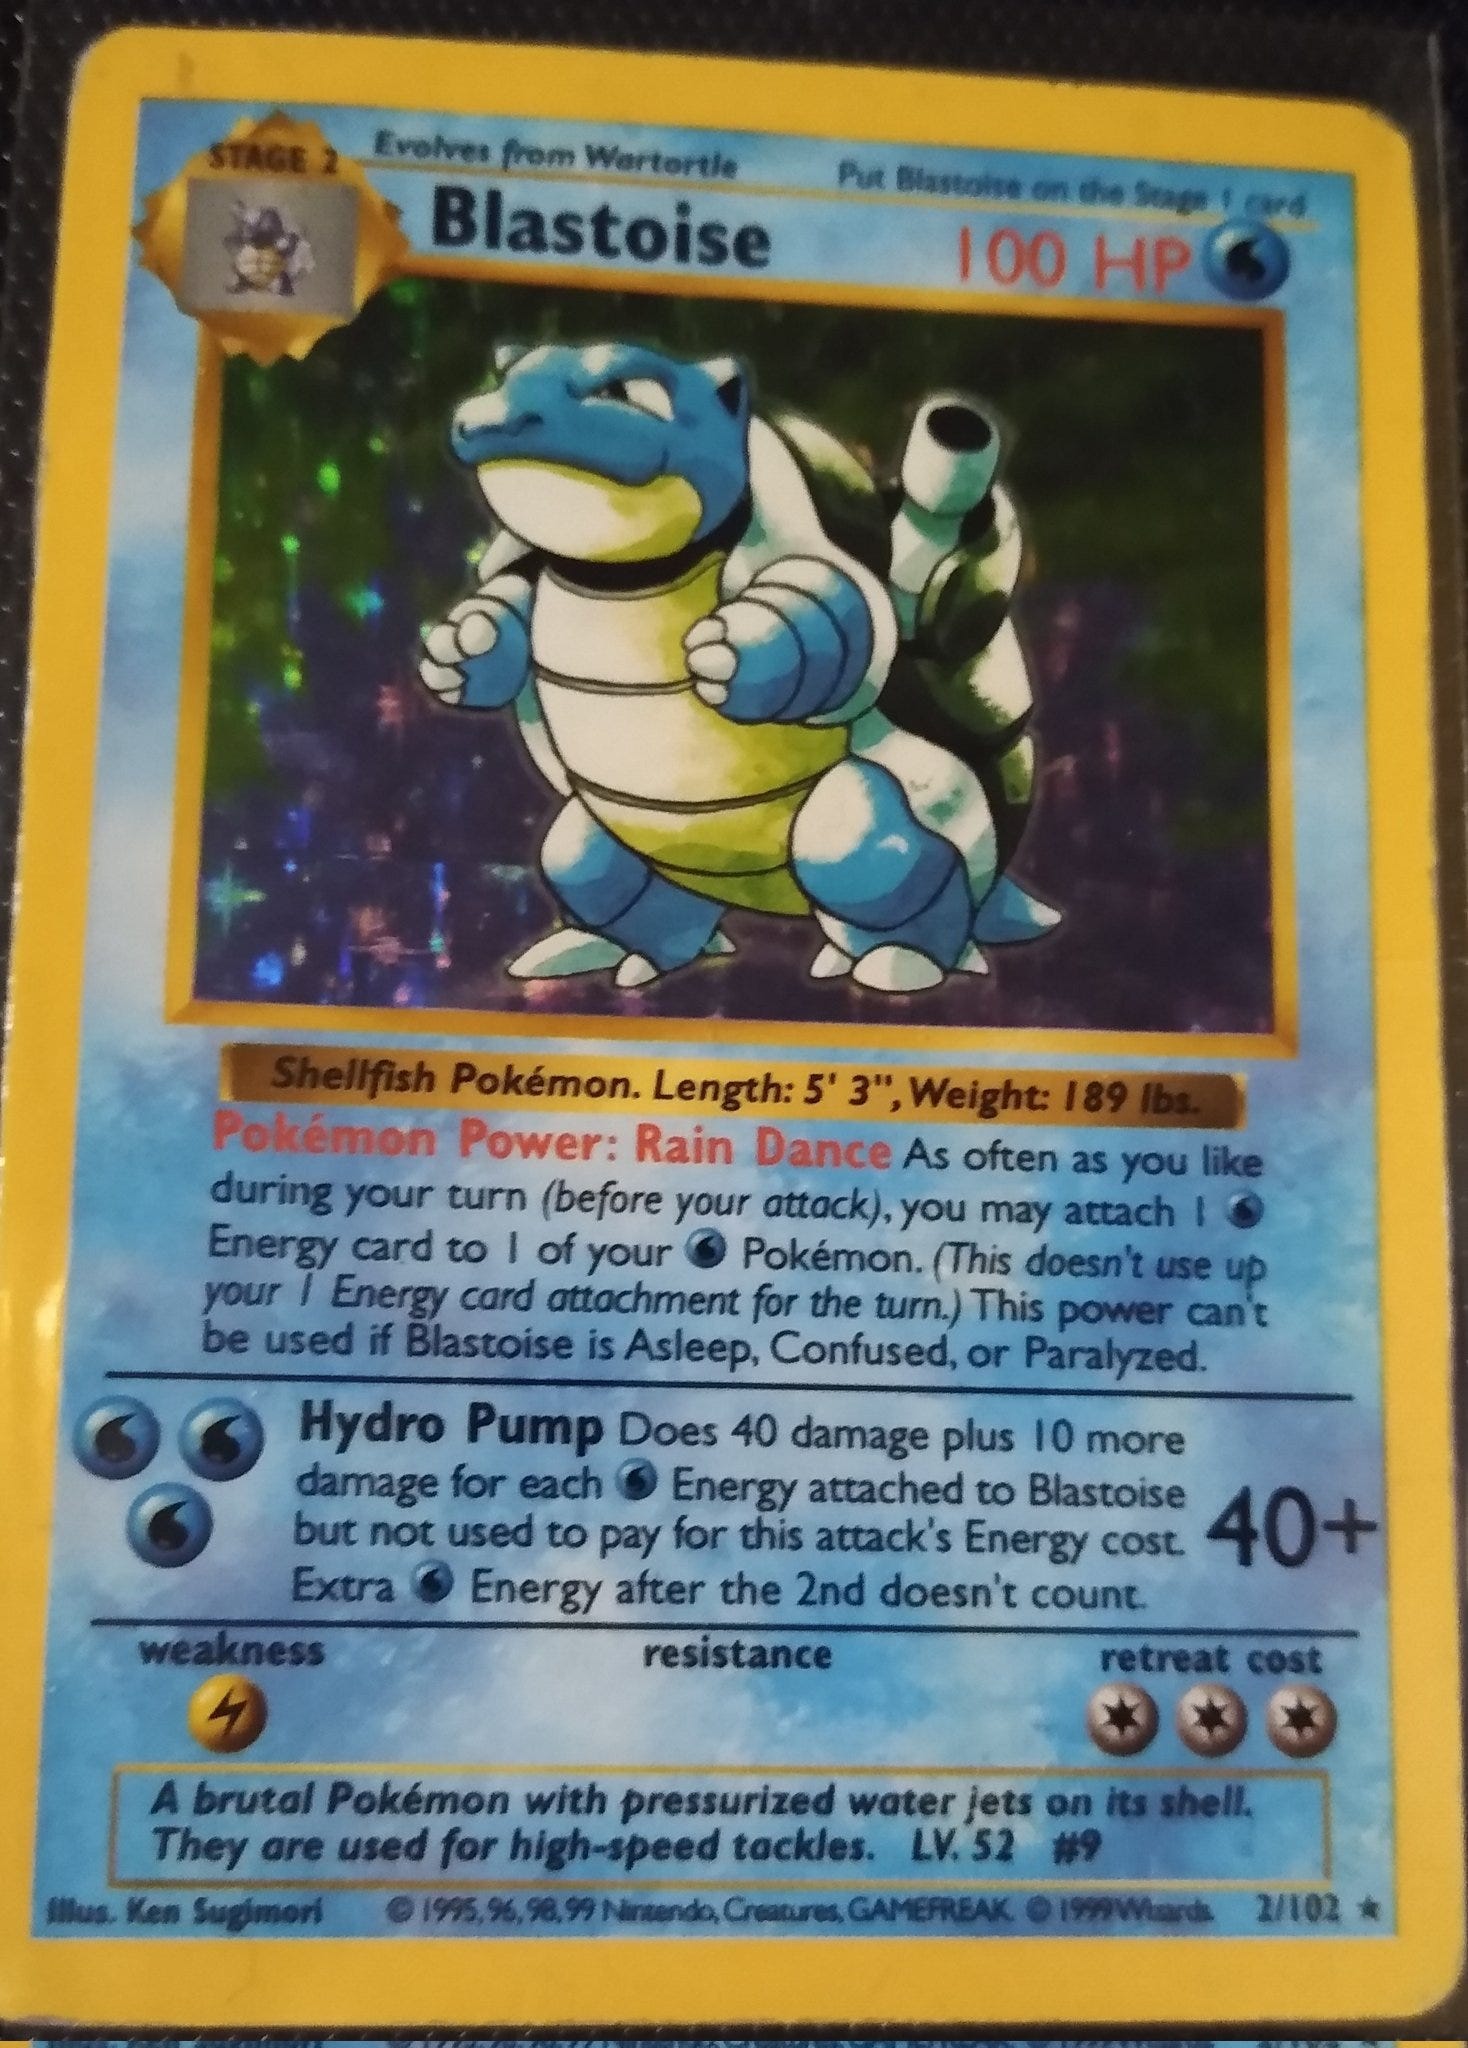 STAGE 2
Evolves from Wartortle
Put Blastoise on the Stage 1 card
Blastoise
100 HP
Shellfish Pokémon. Length: 5' 3", Weight: 189 lbs.
Pokémon Power: Rain Dance As often as you like
during your turn (before your attack), you may attach 1
Energy card to 1 of your Pokémon. (This doesn't use up
your 1 Energy card attachment for the turn.) This power can't
be used if Blastoise is Asleep, Confused, or Paralyzed.
Hydro Pump Does 40 damage plus 10 more
damage for each Energy attached to Blastoise
but not used to pay for this attack's Energy cost.
Extra Energy after the 2nd doesn't count.
40+
weakness
resistance
retreat cost
A brutal Pokémon with pressurized water jets on its shell.
They are used for high-speed tackles. LV. 52 #9
Illus. Ken Sugimori
© 1995, 96, 98, 99 Nintendo, Creatures, GAMEFREAK. © 1999 Wizards.
2/102 ★